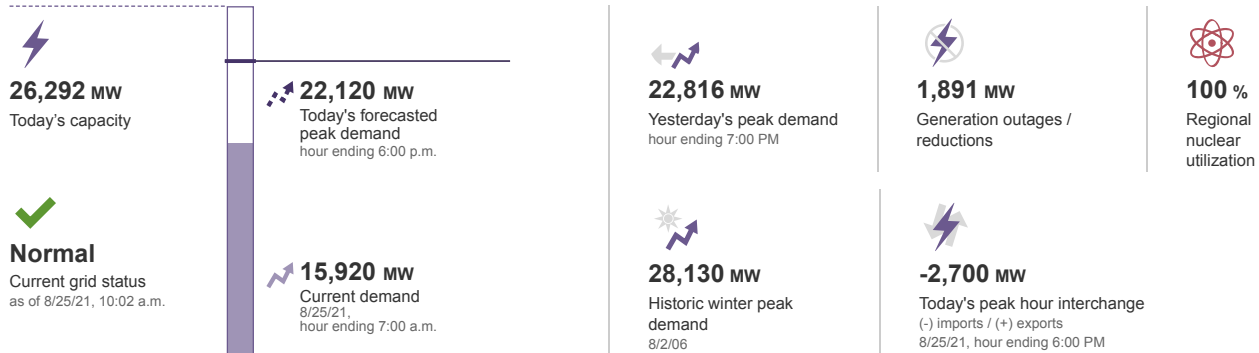 26,292 MW
Today's capacity
Normal
Current grid status
as of 8/25/21, 10:02 a.m.
22,120 MW
Today's forecasted
peak demand
hour ending 6:00 p.m.
15,920 MW
Current demand
8/25/21,
hour ending 7:00 a.m.
22,816 MW
Yesterday's peak demand
hour ending 7:00 PM
1,891 MW
Generation outages /
reductions
100 %
Regional
nuclear
utilization
28,130 MW
Historic winter peak
demand
8/2/06
-2,700 MW
Today's peak hour interchange
(-) imports / (+) exports
8/25/21, hour ending 6:00 PM